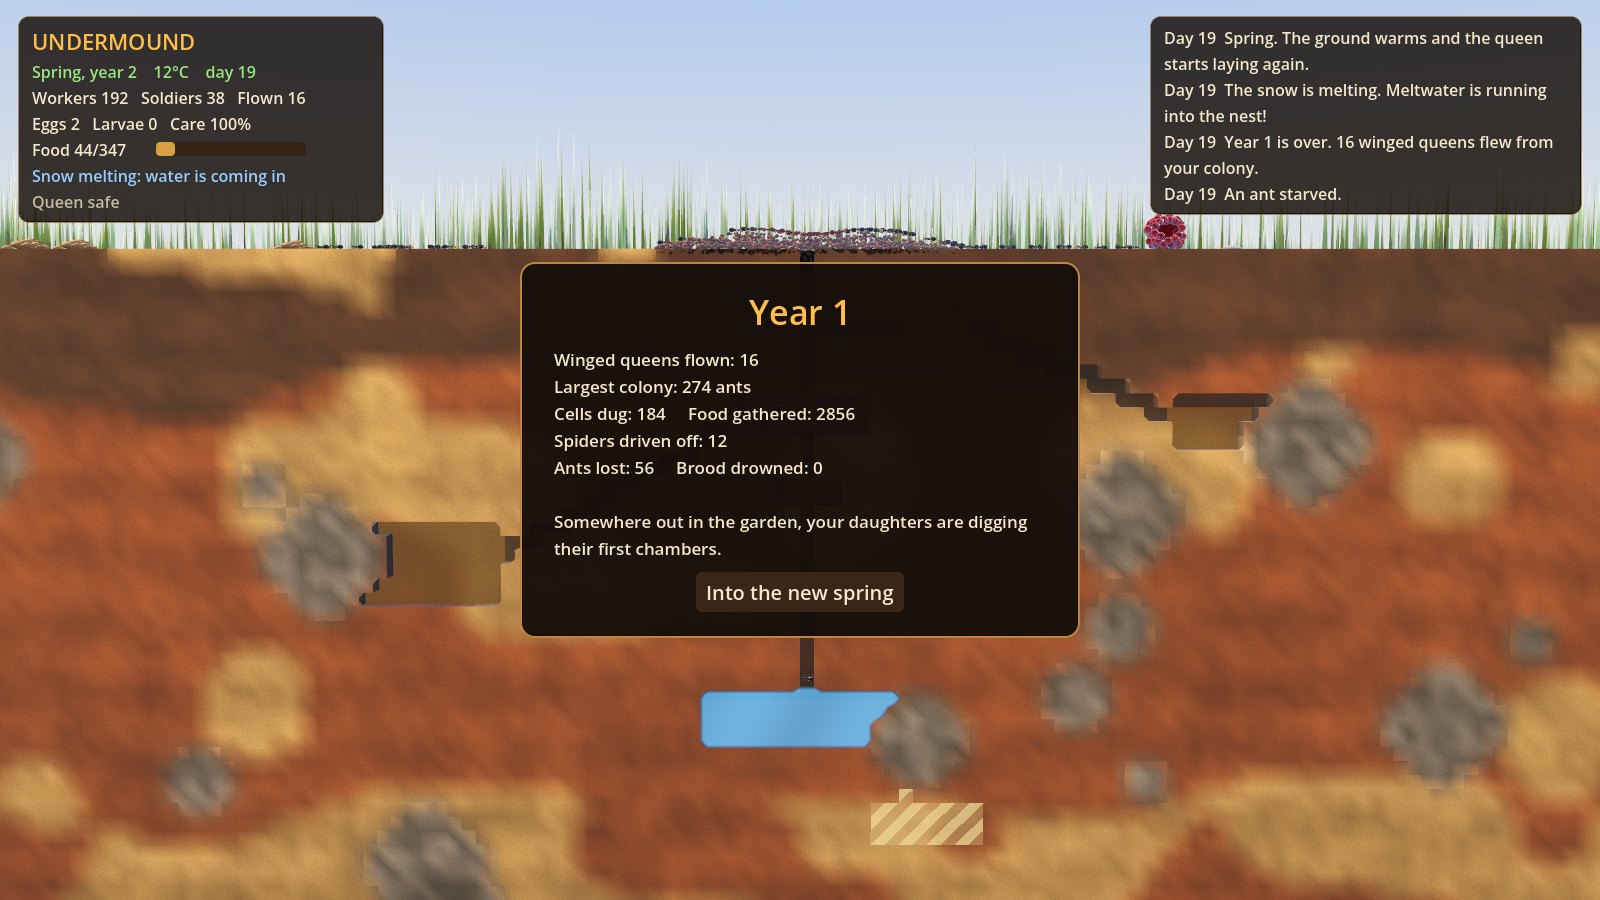 UNDERMOUND
Spring, year 2 12°C day 19
Workers 192 Soldiers 38 Flown 16
Eggs 2 Larvae 0 Care 100%
Food 44/347
Snow melting: water is coming in
Queen safe
Day 19 Spring. The ground warms and the queen
starts laying again.
Day 19 The snow is melting. Meltwater is running
into the nest!
Day 19 Year 1 is over. 16 winged queens flew from
your colony.
Day 19 An ant starved.
Year 1
Winged queens flown: 16
Largest colony: 274 ants
Cells dug: 184 Food gathered: 2856
Spiders driven off: 12
Ants lost: 56 Brood drowned: 0
Somewhere out in the garden, your daughters are digging
their first chambers.
Into the new spring